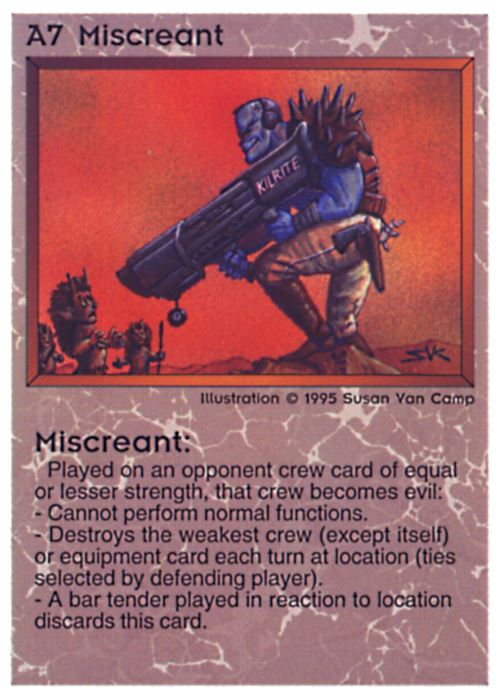 A7 Miscreant
KILRITE
SVC
Illustration © 1995 Susan Van Camp
Miscreant:
Played on an opponent crew card of equal
or lesser strength, that crew becomes evil:
- Cannot perform normal functions.
- Destroys the weakest crew (except itself)
or equipment card each turn at location (ties
selected by defending player).
- A bar tender played in reaction to location
discards this card.